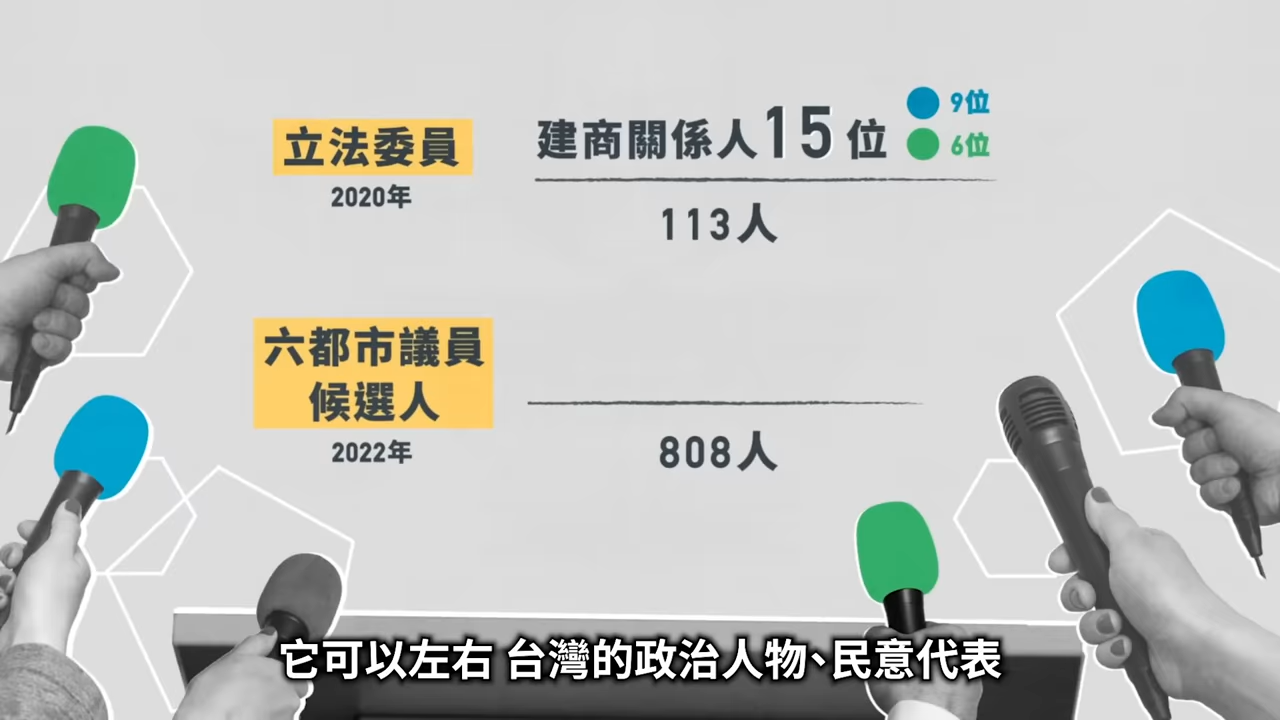 立法委員
2020年
建商關係人15位
9位
6位
113人
六都市議員
候選人
2022年
808人
它可以左右 台灣的政治人物、民意代表